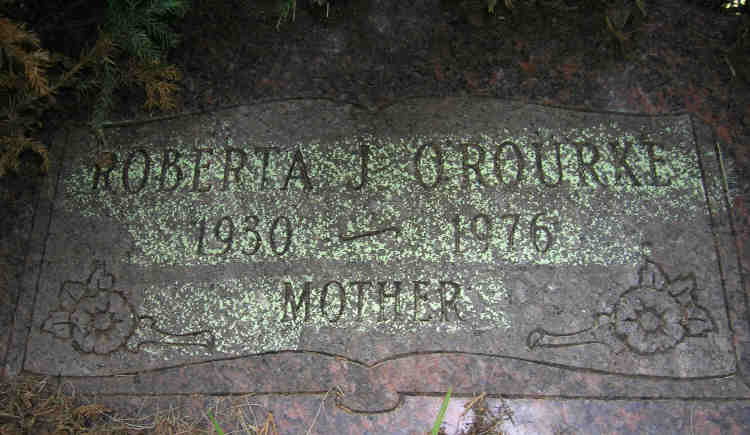 ROBERTA J O'ROURKE
1930 — 1976
MOTHER